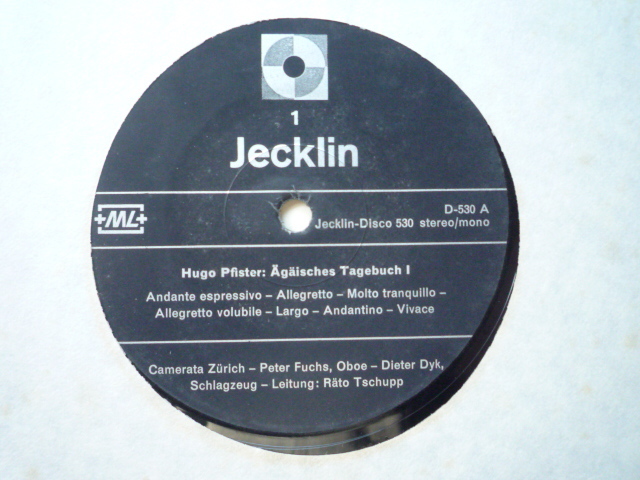 1
Jecklin
+ML+
D-530 A
Jecklin-Disco 530 stereo/mono
Hugo Pfister: Ägäisches Tagebuch I
Andante espressivo – Allegretto – Molto tranquillo –
Allegretto volubile – Largo – Andantino – Vivace
Camerata Zürich – Peter Fuchs, Oboe – Dieter Dyk,
Schlagzeug – Leitung: Räto Tschupp